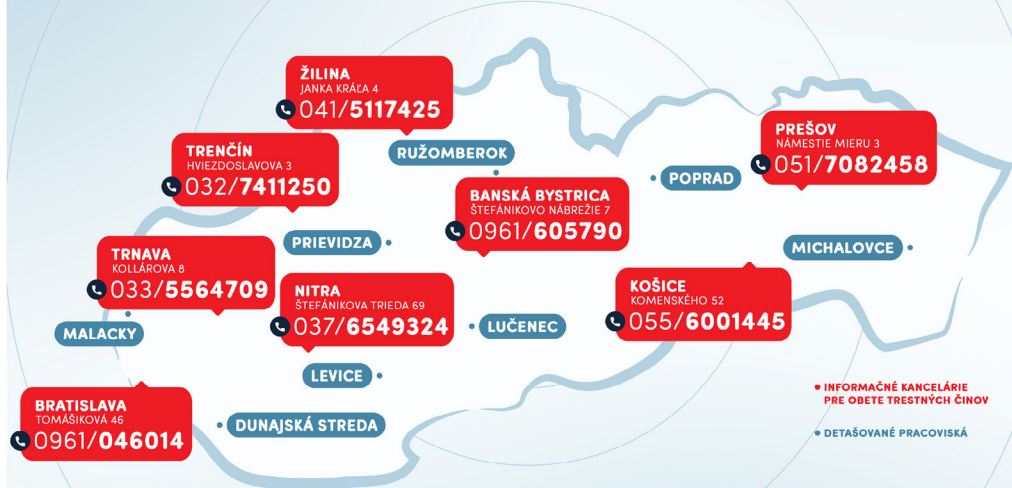 ŽILINA
JANKA KRÁĽA 4
041/5117425
TRENČÍN
HVIEZDOSLAVOVA 3
032/7411250
RUŽOMBEROK
PREŠOV
NÁMESTIE MIERU 3
051/7082458
POPRAD
BANSKÁ BYSTRICA
ŠTEFÁNIKOVO NÁBREŽIE 7
0961/605790
PRIEVIDZA
MICHALOVCE
TRNAVA
KOLLÁROVA 8
033/5564709
NITRA
ŠTEFÁNIKOVA TRIEDA 69
037/6549324
KOŠICE
KOMENSKÉHO 52
055/6001445
MALACKY
LUČENEC
LEVICE
BRATISLAVA
TOMÁŠIKOVÁ 46
0961/046014
DUNAJSKÁ STREDA
INFORMAČNÉ KANCELÁRIE
PRE OBETE TRESTNÝCH ČINOV
DETAŠOVANÉ PRACOVISKÁ